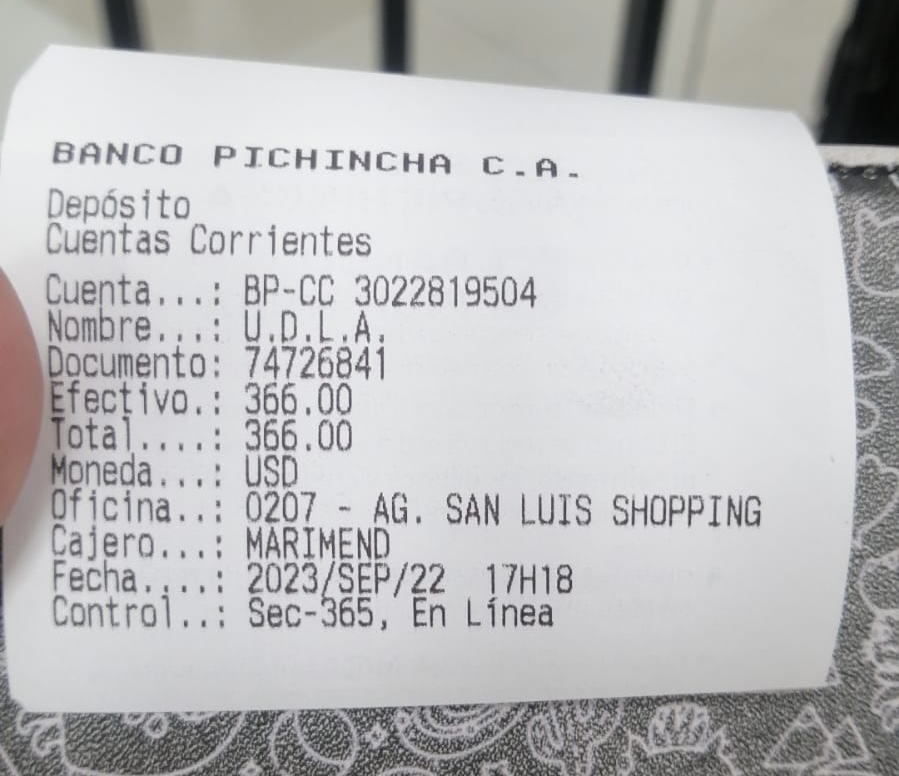 BANCO PICHINCHA C.A.
Depósito
Cuentas Corrientes
Cuenta...: BP-CC 3022819504
Nombre...: U.D.L.A.
Documento: 74726841
Efectivo.: 366.00
Total....: 366.00
Moneda...: USD
Oficina..: 0207 - AG. SAN LUIS SHOPPING
Cajero...: MARIMEND
Fecha....: 2023/SEP/22 17H18
Control..: Sec-365, En Línea